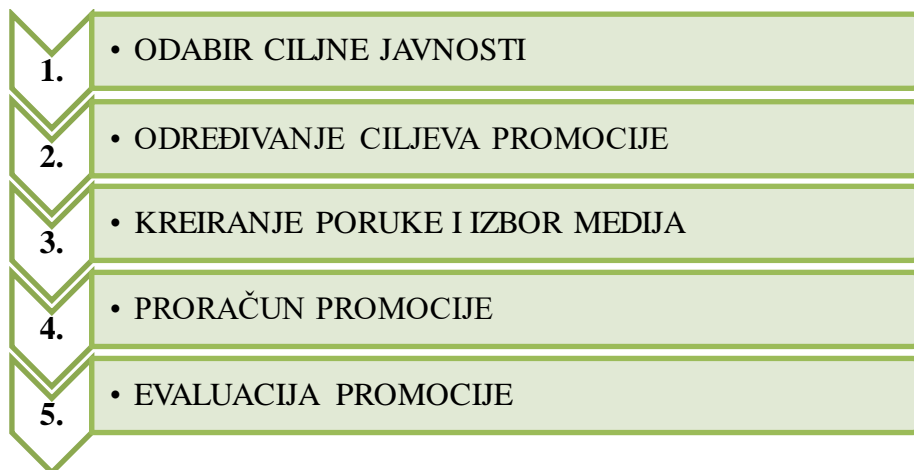 1. • ODABIR CILJNE JAVNOSTI
2. • ODREĐIVANJE CILJEVA PROMOCIJE
3. • KREIRANJE PORUKE I IZBOR MEDIJA
4. • PRORAČUN PROMOCIJE
5. • EVALUACIJA PROMOCIJE